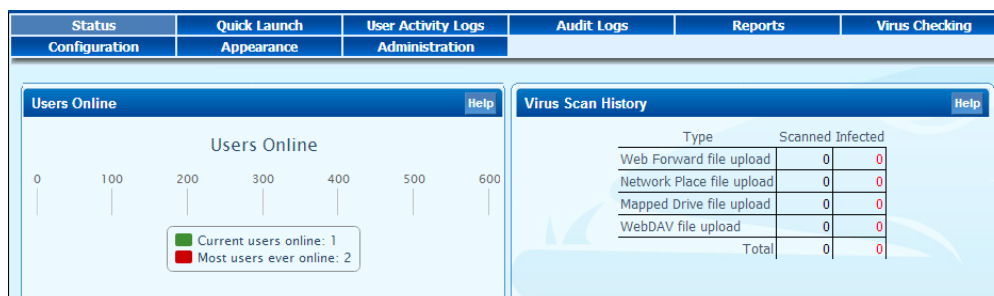 Status Quick Launch User Activity Logs Audit Logs Reports Virus Checking
Configuration Appearance Administration
Users Online Help
Users Online
0 100 200 300 400 500 600
Current users online: 1
Most users ever online: 2
Virus Scan History Help
Type Scanned Infected
Web Forward file upload 0 0
Network Place file upload 0 0
Mapped Drive file upload 0 0
WebDAV file upload 0 0
Total 0 0